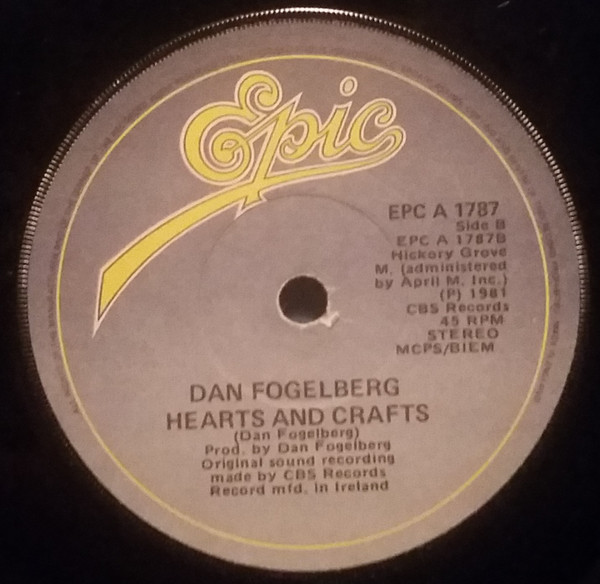 Epic
EPC A 1787
Side B
EPC A 1787B
Hickory Grove
M. (administered
by April M. Inc.)
(P) 1981
CBS Records
45 RPM
STEREO
MCPS/BIEM
DAN FOGELBERG
HEARTS AND CRAFTS
(Dan Fogelberg)
Prod. by Dan Fogelberg
Original sound recording
made by CBS Records
Record mfd. in Ireland